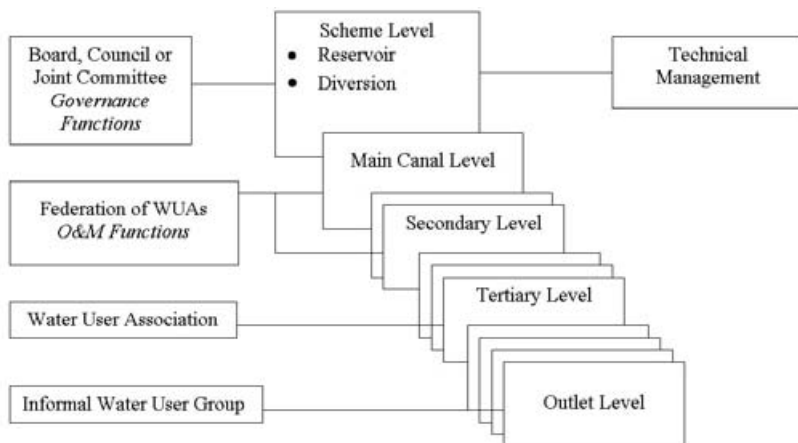 Board, Council or
Joint Committee
Governance
Functions
Scheme Level
● Reservoir
● Diversion
Technical
Management
Main Canal Level
Federation of WUAs
O&M Functions
Secondary Level
Tertiary Level
Water User Association
Informal Water User Group
Outlet Level